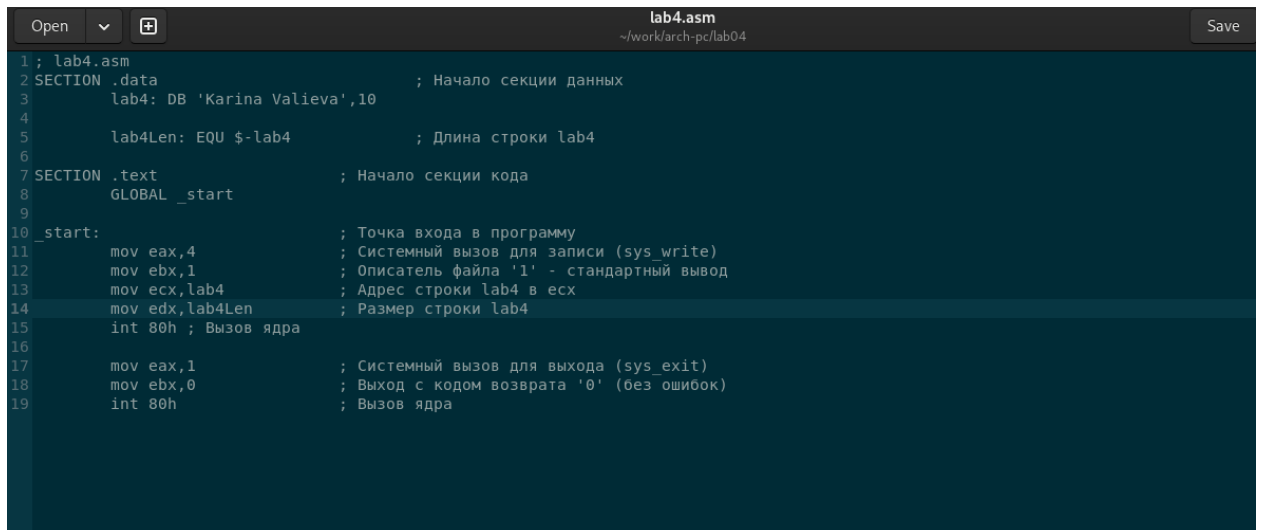 Open
lab4.asm
~/work/arch-pc/lab04
Save
1 ; lab4.asm
2 SECTION .data ; Начало секции данных
3 lab4: DB 'Karina Valieva',10
4
5 lab4Len: EQU $-lab4 ; Длина строки lab4
6
7 SECTION .text ; Начало секции кода
8 GLOBAL _start
9
10 _start: ; Точка входа в программу
11 mov eax,4 ; Системный вызов для записи (sys_write)
12 mov ebx,1 ; Описатель файла '1' - стандартный вывод
13 mov ecx,lab4 ; Адрес строки lab4 в ecx
14 mov edx,lab4Len ; Размер строки lab4
15 int 80h ; Вызов ядра
16
17 mov eax,1 ; Системный вызов для выхода (sys_exit)
18 mov ebx,0 ; Выход с кодом возврата '0' (без ошибок)
19 int 80h ; Вызов ядра